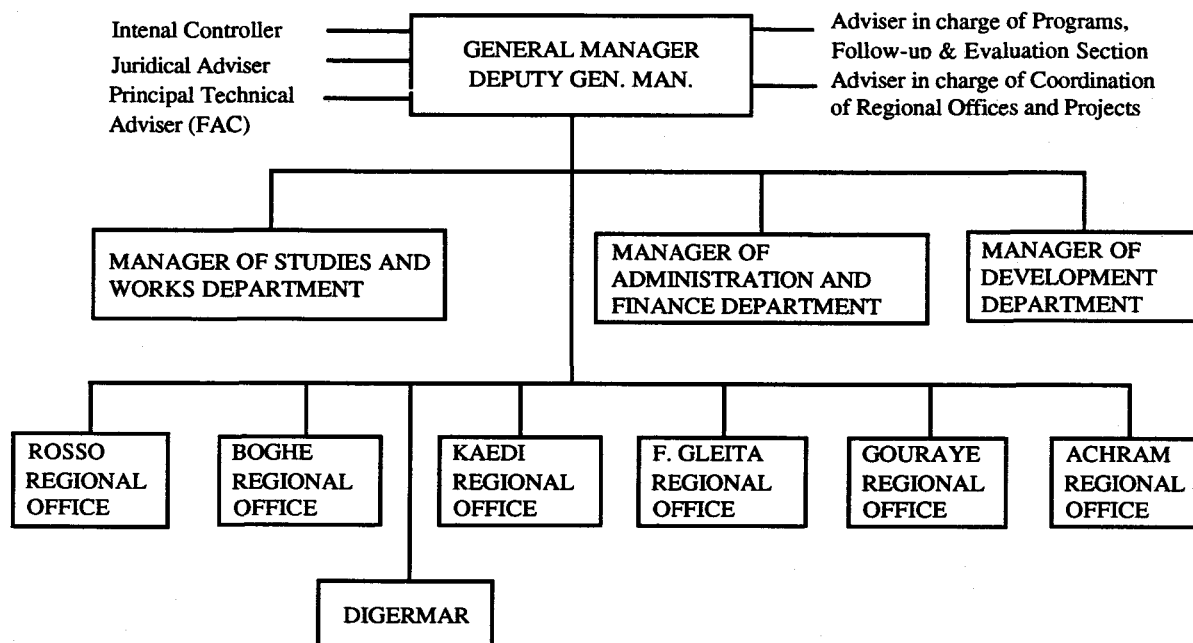 Intenal Controller
Juridical Adviser
Principal Technical
Adviser (FAC)
GENERAL MANAGER
DEPUTY GEN. MAN.
Adviser in charge of Programs,
Follow-up & Evaluation Section
Adviser in charge of Coordination
of Regional Offices and Projects
MANAGER OF STUDIES AND
WORKS DEPARTMENT
MANAGER OF
ADMINISTRATION AND
FINANCE DEPARTMENT
MANAGER OF
DEVELOPMENT
DEPARTMENT
ROSSO
REGIONAL
OFFICE
BOGHE
REGIONAL
OFFICE
KAEDI
REGIONAL
OFFICE
F. GLEITA
REGIONAL
OFFICE
GOURAYE
REGIONAL
OFFICE
ACHRAM
REGIONAL
OFFICE
DIGERMAR